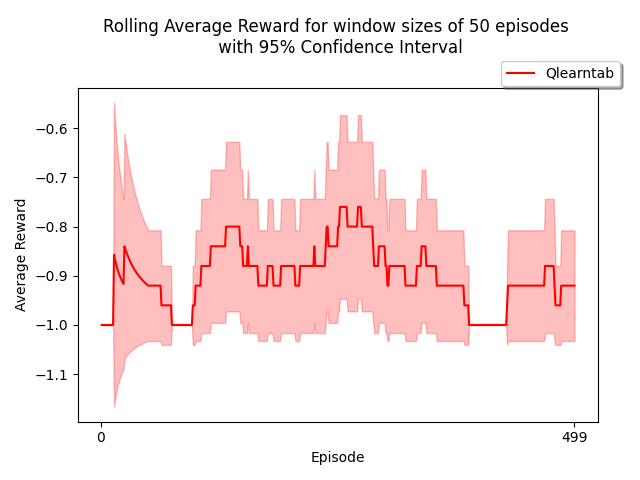 Rolling Average Reward for window sizes of 50 episodes
with 95% Confidence Interval
Qlearntab
Average Reward
−0.6
−0.7
−0.8
−0.9
−1.0
−1.1
0
499
Episode